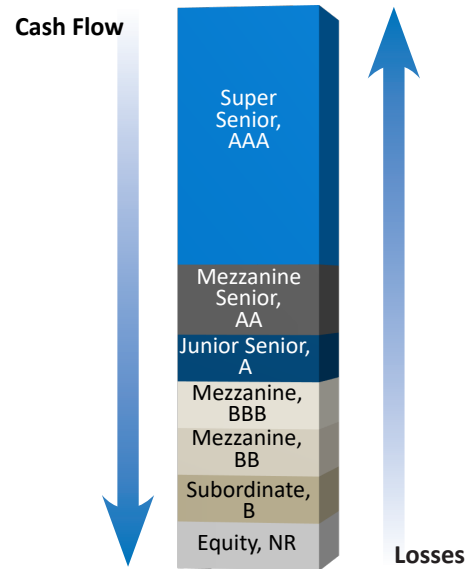 Cash Flow
Super
Senior,
AAA
Mezzanine
Senior,
AA
Junior Senior,
A
Mezzanine,
BBB
Mezzanine,
BB
Subordinate,
B
Equity, NR
Losses